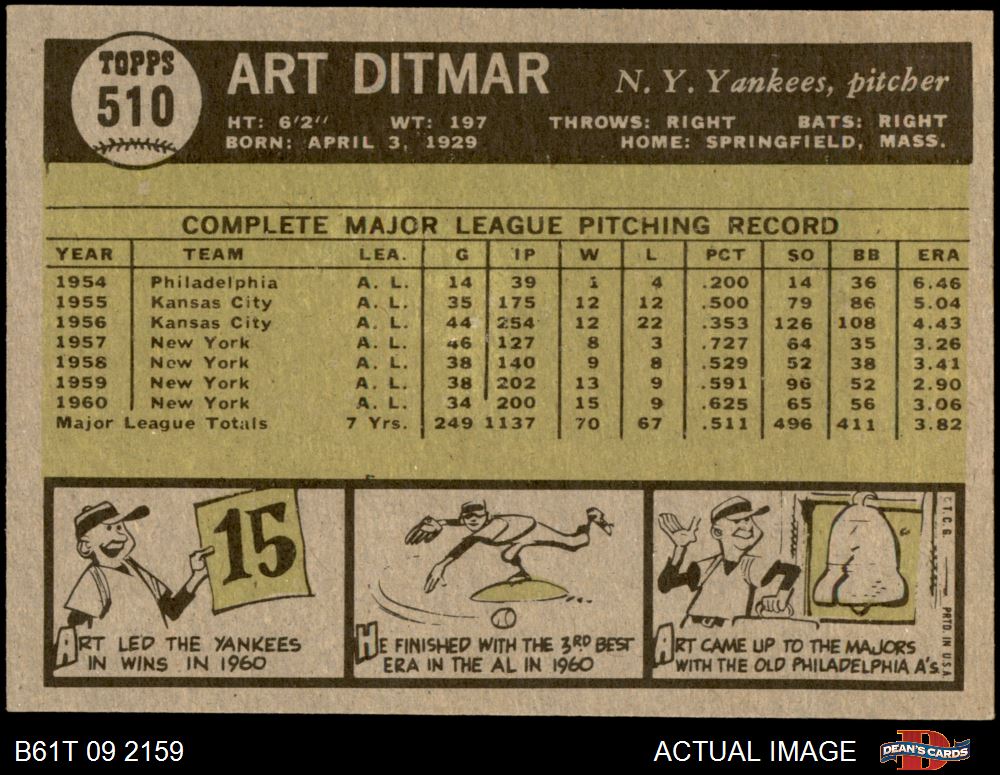 TOPPS
510
ART DITMAR
N. Y. Yankees, pitcher
HT: 6'2" WT: 197 THROWS: RIGHT BATS: RIGHT
BORN: APRIL 3, 1929 HOME: SPRINGFIELD, MASS.
COMPLETE MAJOR LEAGUE PITCHING RECORD
YEAR TEAM LEA. G IP W L PCT SO BB ERA
1954 Philadelphia A. L. 14 39 1 4 .200 14 36 6.46
1955 Kansas City A. L. 35 175 12 12 .500 79 86 5.04
1956 Kansas City A. L. 44 254 12 22 .353 126 108 4.43
1957 New York A. L. 46 127 8 3 .727 64 35 3.26
1958 New York A. L. 38 140 9 8 .529 52 38 3.41
1959 New York A. L. 38 202 13 9 .591 96 52 2.90
1960 New York A. L. 34 200 15 9 .625 65 56 3.06
Major League Totals 7 Yrs. 249 1137 70 67 .511 496 411 3.82
15
ART LED THE YANKEES
IN WINS IN 1960
HE FINISHED WITH THE 3RD BEST
ERA IN THE AL IN 1960
ART CAME UP TO THE MAJORS
WITH THE OLD PHILADELPHIA A's.
©T.C.G. PRTD IN U.S.A.
B61T 09 2159
ACTUAL IMAGE
D
DEAN'S CARDS